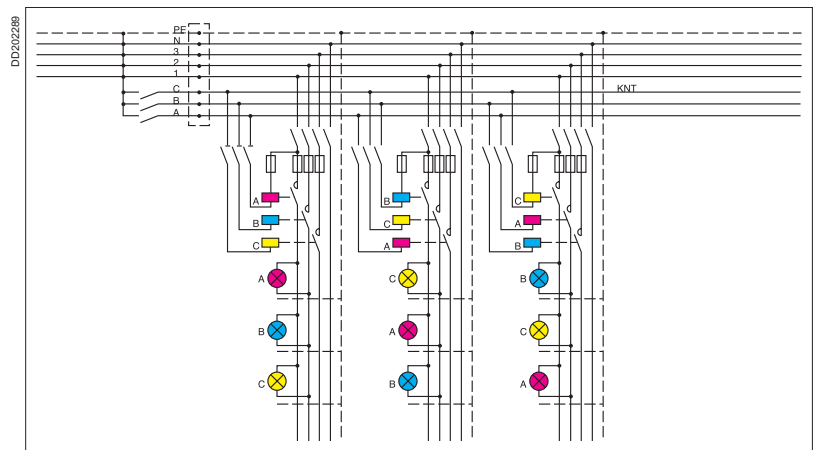 DD202289
PE
N
3
2
1
C KNT
B
A
A B C
B C A
C A B
A C B
B A C
C B A